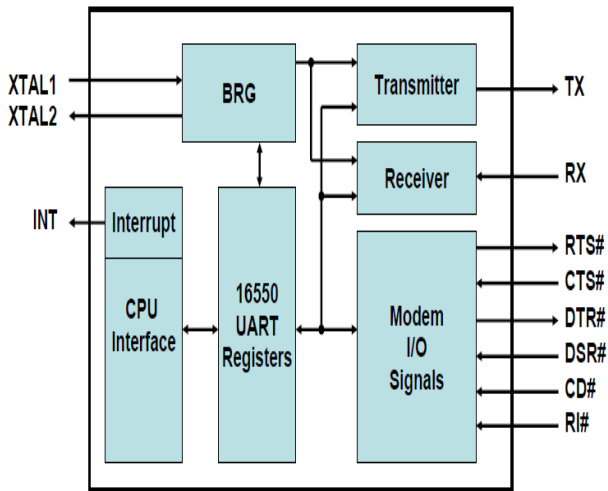 XTAL1
XTAL2
BRG
Transmitter
TX
Receiver
RX
INT
Interrupt
CPU
Interface
16550
UART
Registers
Modem
I/O
Signals
RTS#
CTS#
DTR#
DSR#
CD#
RI#